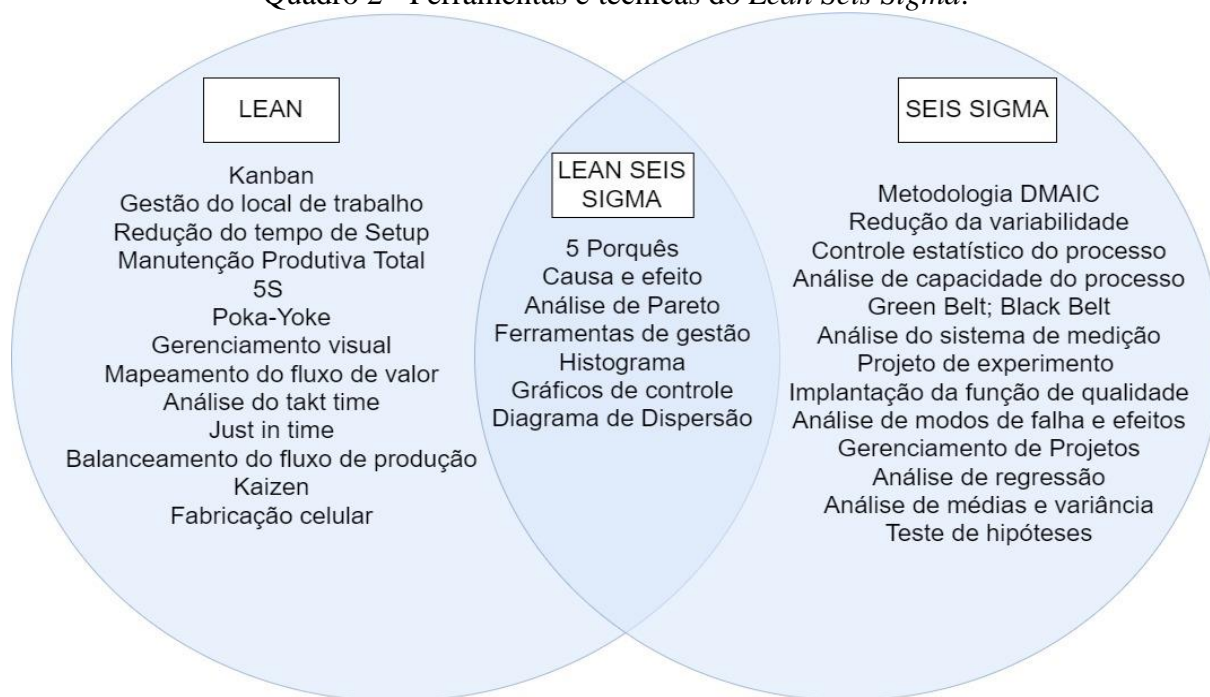 Quadro 2 - Ferramentas e técnicas do Lean Seis Sigma.
LEAN
Kanban
Gestão do local de trabalho
Redução do tempo de Setup
Manutenção Produtiva Total
5S
Poka-Yoke
Gerenciamento visual
Mapeamento do fluxo de valor
Análise do takt time
Just in time
Balanceamento do fluxo de produção
Kaizen
Fabricação celular
LEAN SEIS
SIGMA
5 Porquês
Causa e efeito
Análise de Pareto
Ferramentas de gestão
Histograma
Gráficos de controle
Diagrama de Dispersão
SEIS SIGMA
Metodologia DMAIC
Redução da variabilidade
Controle estatístico do processo
Análise de capacidade do processo
Green Belt; Black Belt
Análise do sistema de medição
Projeto de experimento
Implantação da função de qualidade
Análise de modos de falha e efeitos
Gerenciamento de Projetos
Análise de regressão
Análise de médias e variância
Teste de hipóteses